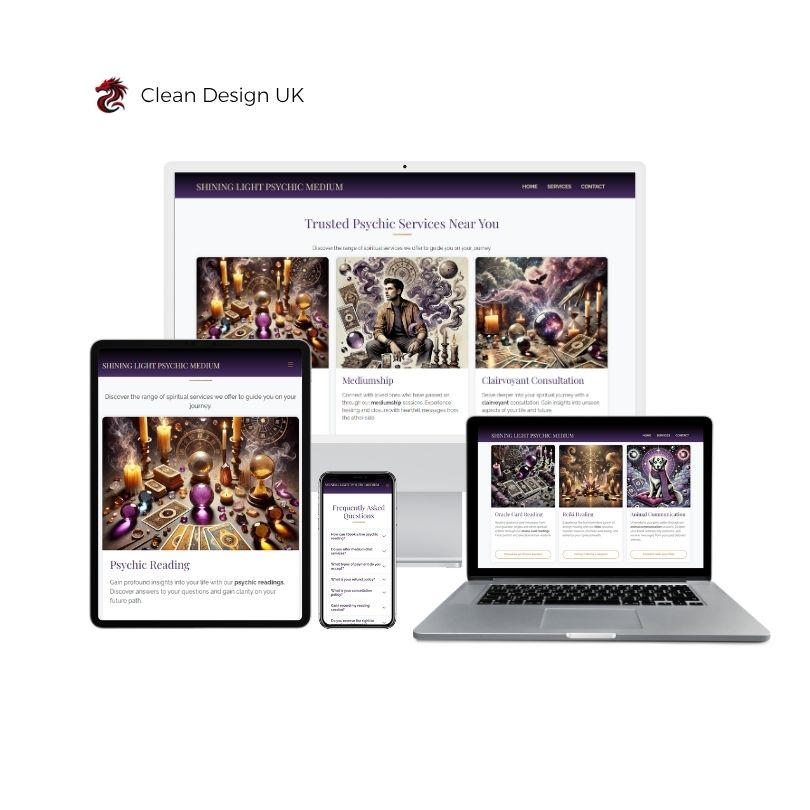 Clean Design UK
SHINING LIGHT PSYCHIC MEDIUM
HOME SERVICES CONTACT
Trusted Psychic Services Near You
Discover the range of spiritual services we offer to guide you on your journey.
Mediumship
Connect with loved ones who have passed on
through our mediumship sessions. Experience
healing and closure with heartfelt messages from
the other side.
Clairvoyant Consultation
Delve deeper into your spiritual journey with a
clairvoyant consultation. Gain insights into unseen
aspects of your life and future.
SHINING LIGHT PSYCHIC MEDIUM
Discover the range of spiritual services we offer to guide you on your
journey.
Psychic Reading
Gain profound insights into your life with our psychic readings.
Discover answers to your questions and gain clarity on your
future path.
SHINING LIGHT PSYCHIC MEDIUM
Frequently Asked
Questions
How can I book a live psychic
reading?
Do you offer medium chat
services?
What types of payment do you
accept?
What is your refund policy?
What is your cancellation
policy?
Can I record my reading
session?
Do you reserve the right to
SHINING LIGHT PSYCHIC MEDIUM
HOME SERVICES CONTACT
Oracle Card Reading
Reiki Healing
Animal Communication